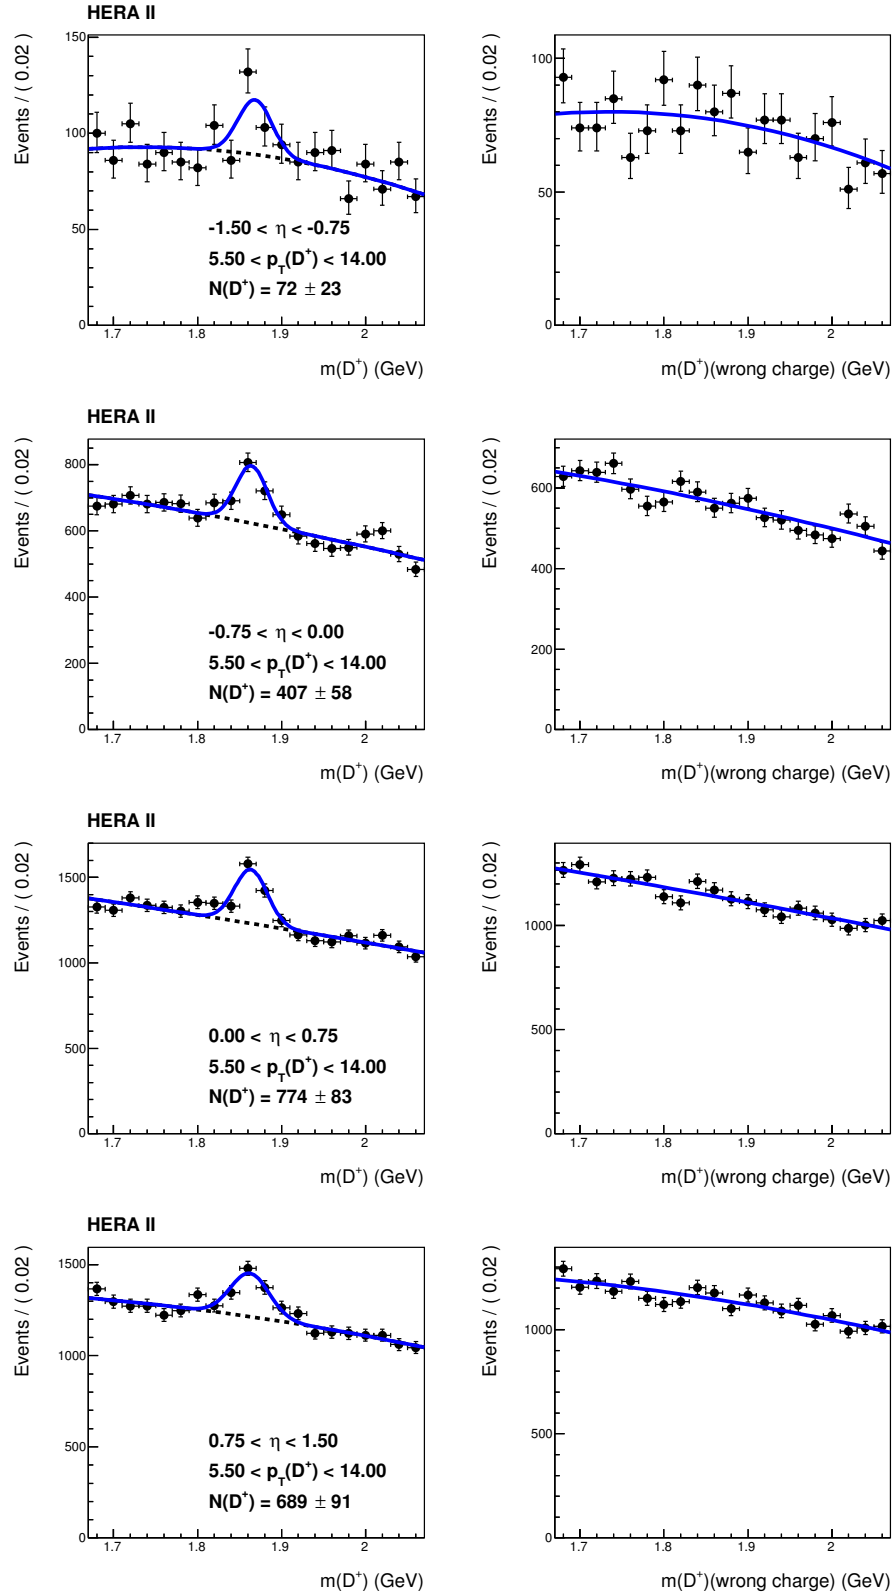 HERA II
Events / ( 0.02 )
150
100
50
0
1.7 1.8 1.9 2
m(D⁺) (GeV)
-1.50 < η < -0.75
5.50 < p_T(D⁺) < 14.00
N(D⁺) = 72 ± 23
Events / ( 0.02 )
100
50
0
1.7 1.8 1.9 2
m(D⁺)(wrong charge) (GeV)
HERA II
Events / ( 0.02 )
800
600
400
200
0
1.7 1.8 1.9 2
m(D⁺) (GeV)
-0.75 < η < 0.00
5.50 < p_T(D⁺) < 14.00
N(D⁺) = 407 ± 58
Events / ( 0.02 )
600
400
200
0
1.7 1.8 1.9 2
m(D⁺)(wrong charge) (GeV)
HERA II
Events / ( 0.02 )
1500
1000
500
0
1.7 1.8 1.9 2
m(D⁺) (GeV)
0.00 < η < 0.75
5.50 < p_T(D⁺) < 14.00
N(D⁺) = 774 ± 83
Events / ( 0.02 )
1000
500
0
1.7 1.8 1.9 2
m(D⁺)(wrong charge) (GeV)
HERA II
Events / ( 0.02 )
1500
1000
500
0
1.7 1.8 1.9 2
m(D⁺) (GeV)
0.75 < η < 1.50
5.50 < p_T(D⁺) < 14.00
N(D⁺) = 689 ± 91
Events / ( 0.02 )
1000
500
0
1.7 1.8 1.9 2
m(D⁺)(wrong charge) (GeV)